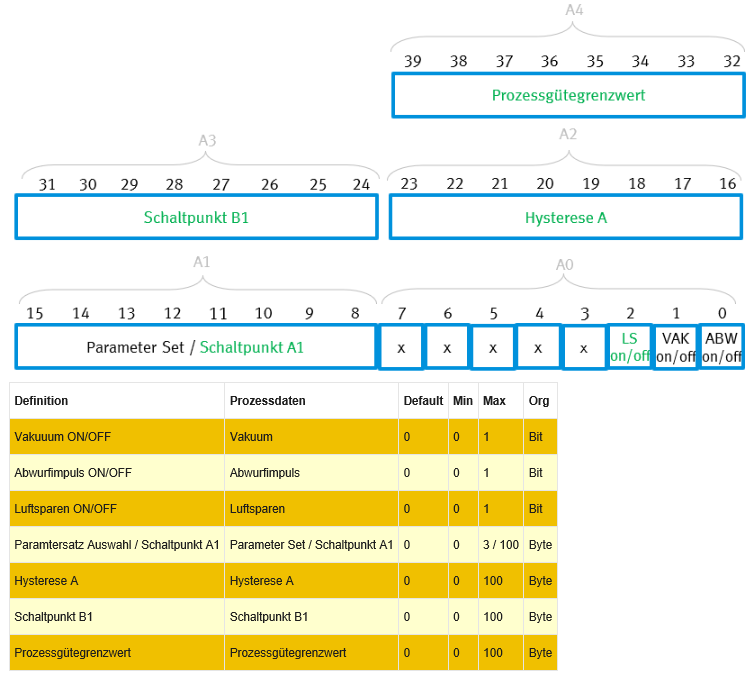 A4
39 38 37 36 35 34 33 32
Prozessgütegrenzwert
A3 A2
31 30 29 28 27 26 25 24 23 22 21 20 19 18 17 16
Schaltpunkt B1 Hysterese A
A1 A0
15 14 13 12 11 10 9 8 7 6 5 4 3 2 1 0
Parameter Set / Schaltpunkt A1 x x x x x LS on/off VAK on/off ABW on/off
Definition Prozessdaten Default Min Max Org
Vakuuum ON/OFF Vakuum 0 0 1 Bit
Abwurfimpuls ON/OFF Abwurfimpuls 0 0 1 Bit
Luftsparen ON/OFF Luftsparen 0 0 1 Bit
Paramtersatz Auswahl / Schaltpunkt A1 Parameter Set / Schaltpunkt A1 0 0 3 / 100 Byte
Hysterese A Hysterese A 0 0 100 Byte
Schaltpunkt B1 Schaltpunkt B1 0 0 100 Byte
Prozessgütegrenzwert Prozessgütegrenzwert 0 0 100 Byte